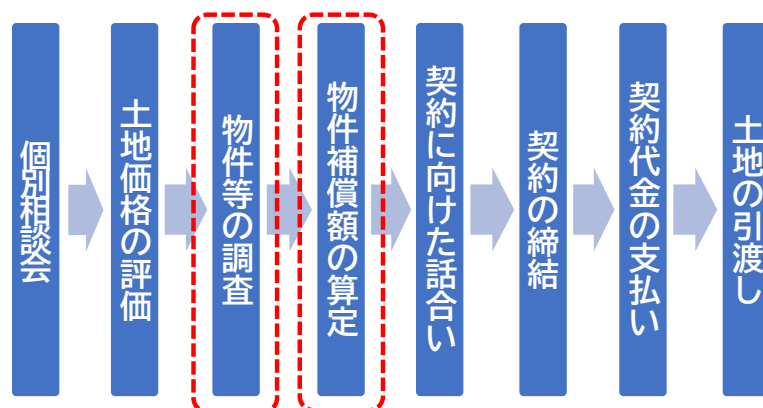 個別相談会
土地価格の評価
物件等の調査
物件補償額の算定
契約に向けた話合い
契約の締結
契約代金の支払い
土地の引渡し